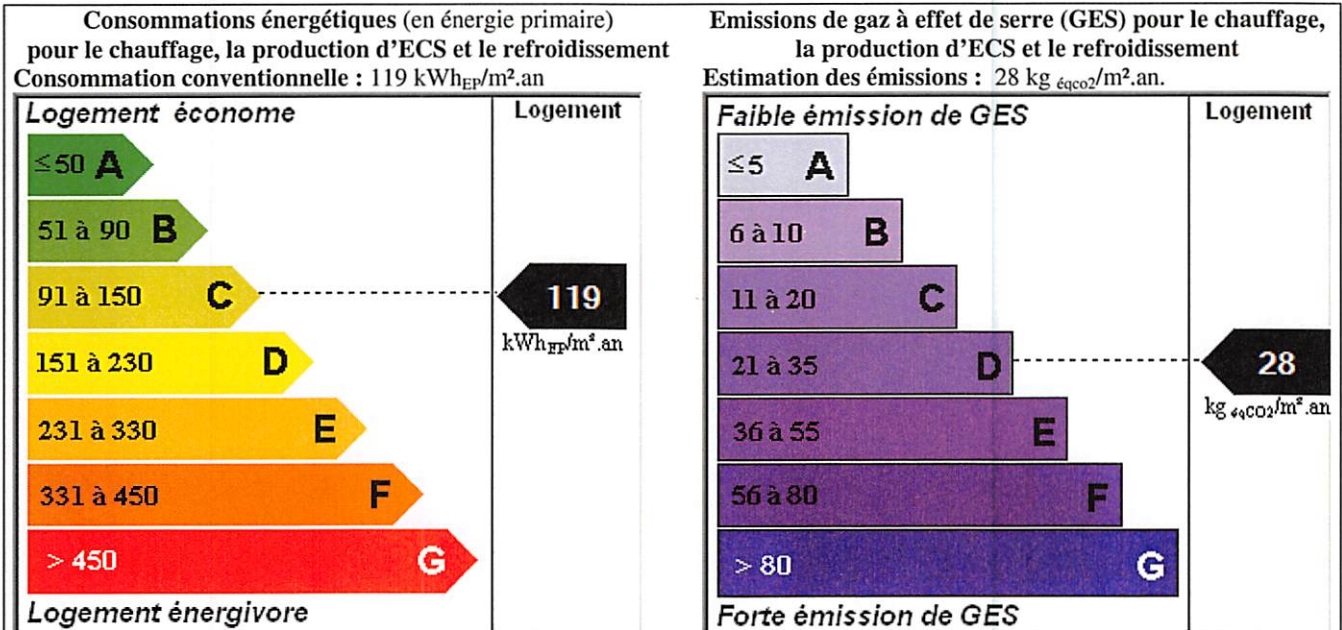 Consommations énergétiques (en énergie primaire)
pour le chauffage, la production d'ECS et le refroidissement
Consommation conventionnelle : 119 kWhEP/m².an
Logement économe
Logement
≤50 A
51 à 90 B
91 à 150 C
119
kWhEP/m².an
151 à 230 D
231 à 330 E
331 à 450 F
> 450 G
Logement énergivore
Emissions de gaz à effet de serre (GES) pour le chauffage,
la production d'ECS et le refroidissement
Estimation des émissions : 28 kg éqco2/m².an.
Faible émission de GES
Logement
≤5 A
6 à 10 B
11 à 20 C
21 à 35 D
28
kg éqCO2/m².an
36 à 55 E
56 à 80 F
> 80 G
Forte émission de GES